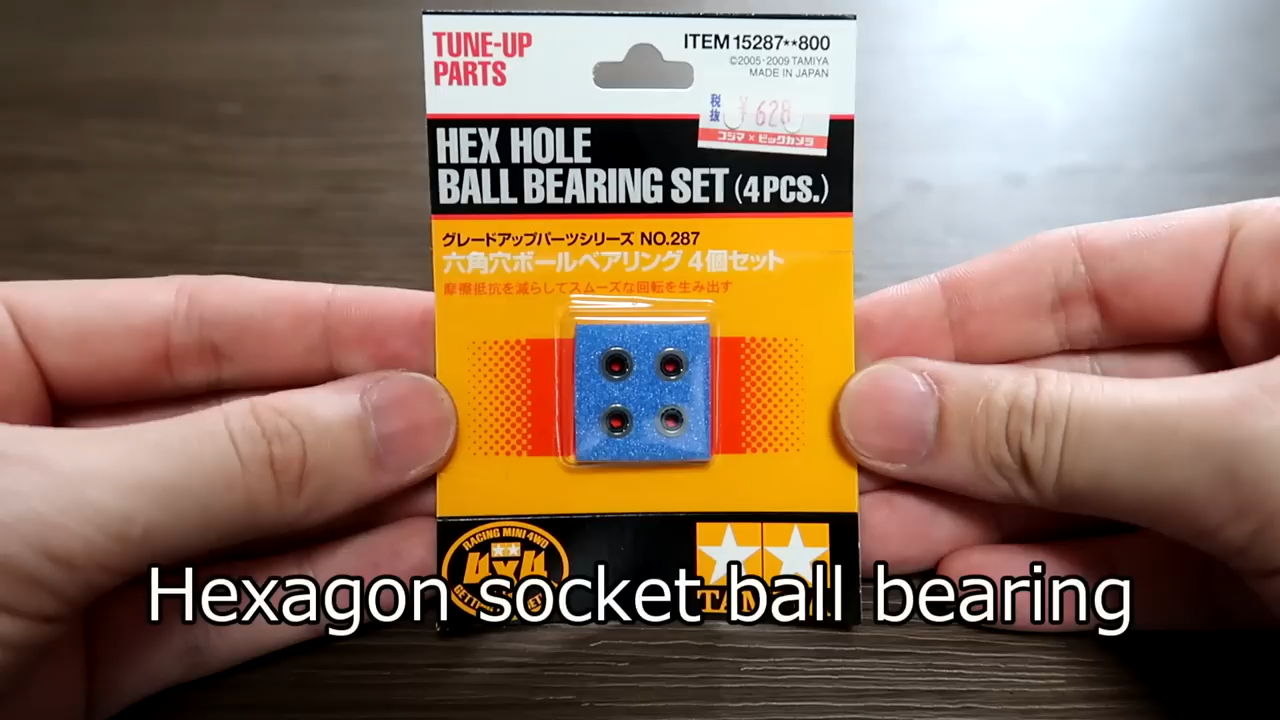 TUNE-UP
PARTS
ITEM 15287**800
©2005・2009 TAMIYA
MADE IN JAPAN
税抜
¥628
コジマ×ビックカメラ
HEX HOLE
BALL BEARING SET (4 PCS.)
グレードアップパーツシリーズ NO.287
六角穴ボールベアリング 4個セット
摩擦抵抗を減らしてスムーズな回転を生み出す
RACING MINI 4WD
4x4
Hexagon socket ball bearing